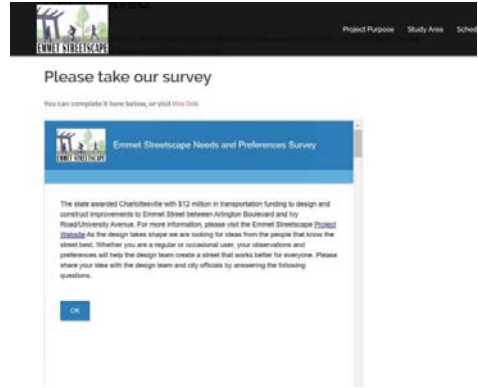 EMMET STREETSCAPE
Project Purpose Study Area Sched
Please take our survey
You can complete it here below, or visit this link
EMMET STREETSCAPE
Emmet Streetscape Needs and Preferences Survey
The state awarded Charlottesville with $12 million in transportation funding to design and
construct improvements to Emmet Street between Arlington Boulevard and Ivy
Road/University Avenue. For more information, please visit the Emmet Streetscape Project
Website As the design takes shape we are looking for ideas from the people that know the
street best. Whether you are a regular or occasional user, your observations and
preferences will help the design team create a street that works better for everyone. Please
share your idea with the design team and city officials by answering the following
questions.
OK